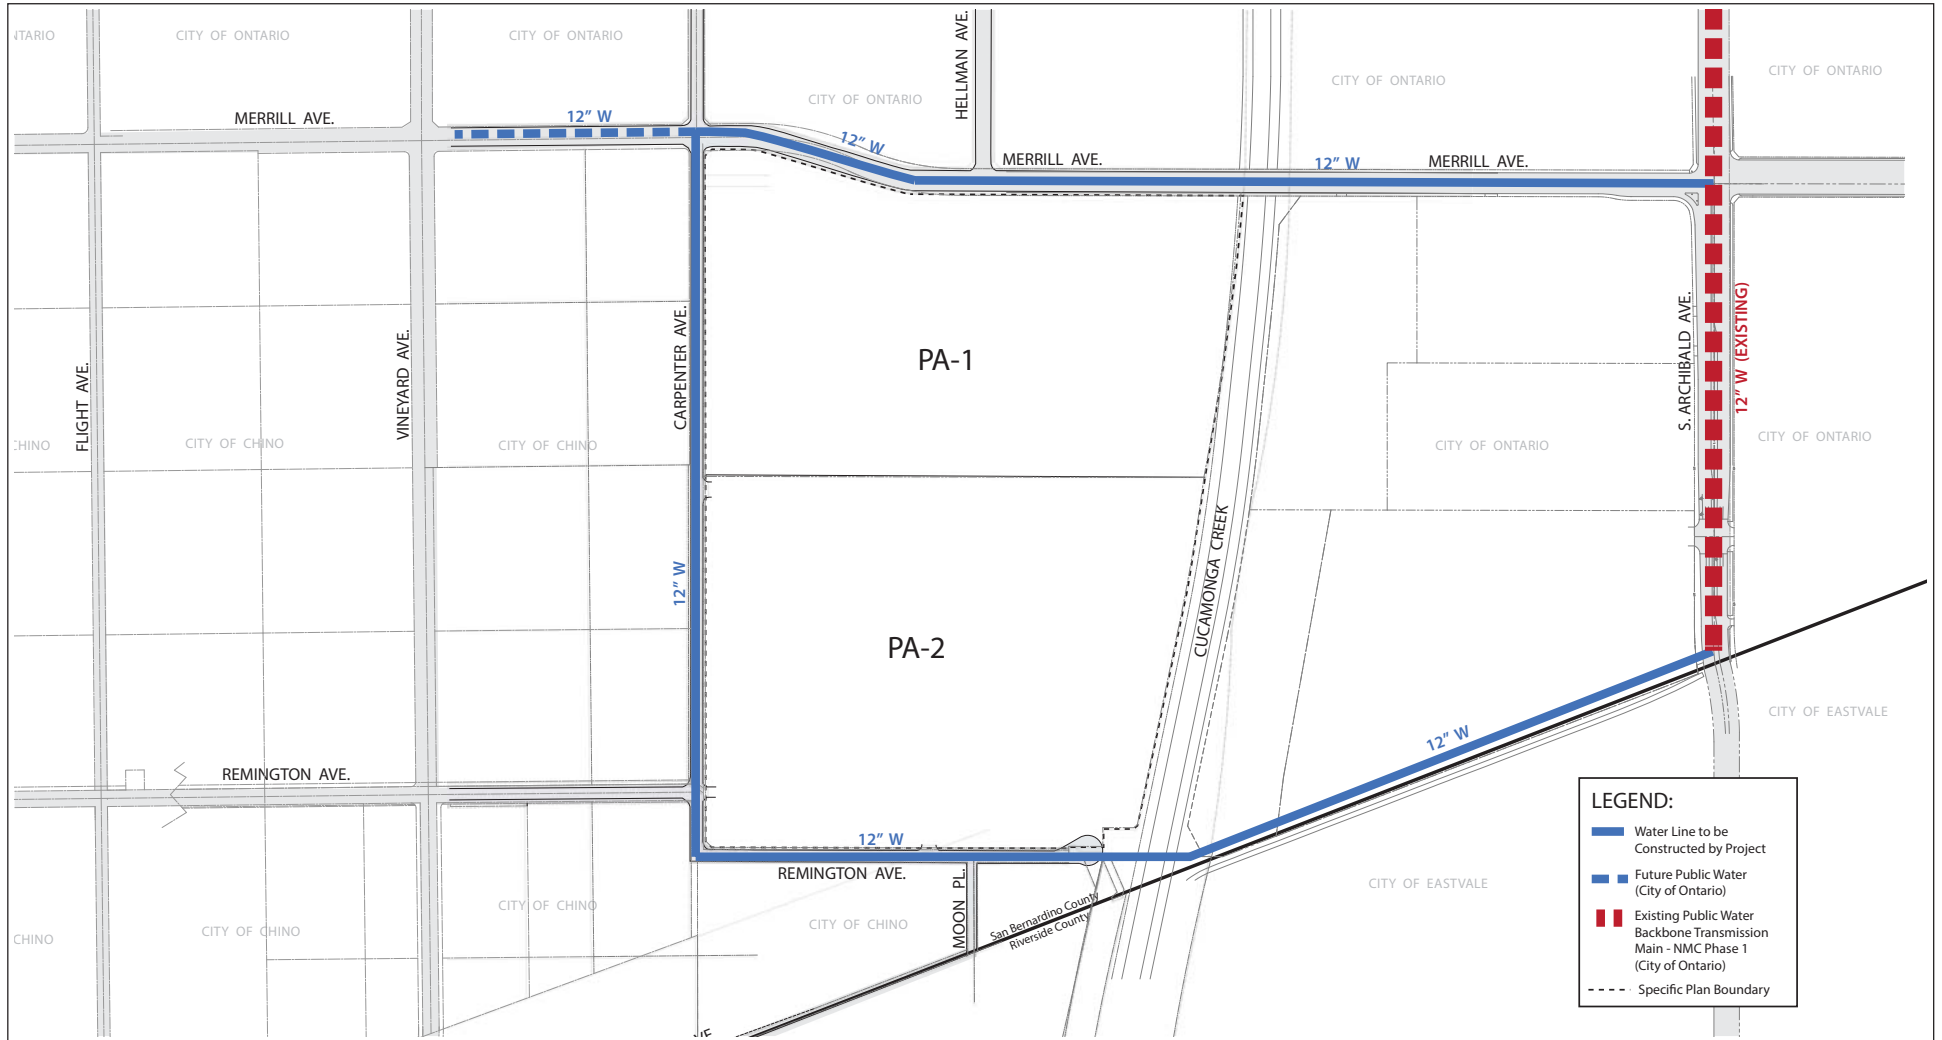 CITY OF ONTARIO
CITY OF ONTARIO
HELLMAN AVE.
CITY OF ONTARIO
CITY OF ONTARIO
CITY OF ONTARIO
MERRILL AVE.
12" W
12" W
MERRILL AVE.
12" W
MERRILL AVE.
FLIGHT AVE.
VINEYARD AVE.
CARPENTER AVE.
PA-1
S. ARCHIBALD AVE.
12" W (EXISTING)
CHINO
CITY OF CHINO
CITY OF CHINO
CITY OF ONTARIO
CITY OF ONTARIO
12" W
CUCAMONGA CREEK
PA-2
CITY OF EASTVALE
12" W
REMINGTON AVE.
12" W
REMINGTON AVE.
MOON PL.
CITY OF EASTVALE
CHINO
CITY OF CHINO
CITY OF CHINO
CITY OF CHINO
San Bernardino County
Riverside County
LEGEND:
Water Line to be
Constructed by Project
Future Public Water
(City of Ontario)
Existing Public Water
Backbone Transmission
Main - NMC Phase 1
(City of Ontario)
Specific Plan Boundary